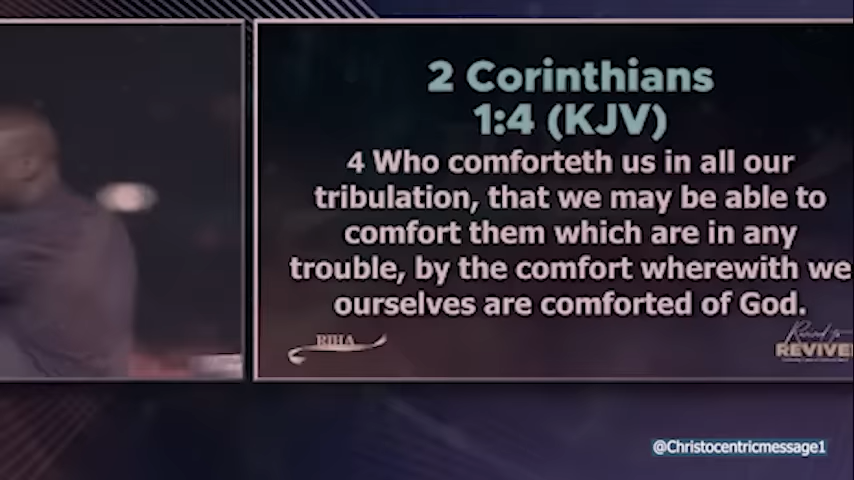 2 Corinthians
1:4 (KJV)
4 Who comforteth us in all our
tribulation, that we may be able to
comfort them which are in any
trouble, by the comfort wherewith we
ourselves are comforted of God.
RIHA
REVIVE
@Christocentricmessage1